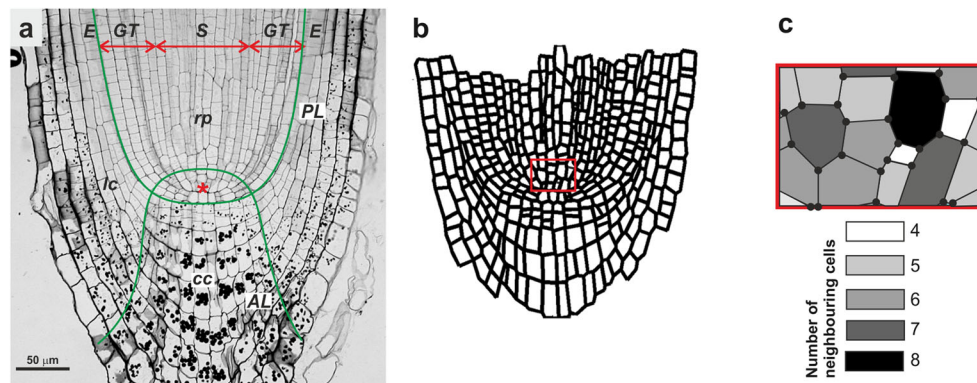 a
E GT S GT E
PL
rp
lc
*
cc
AL
50 µm
b
c
4
5
6
7
8
Number of
neighbouring cells